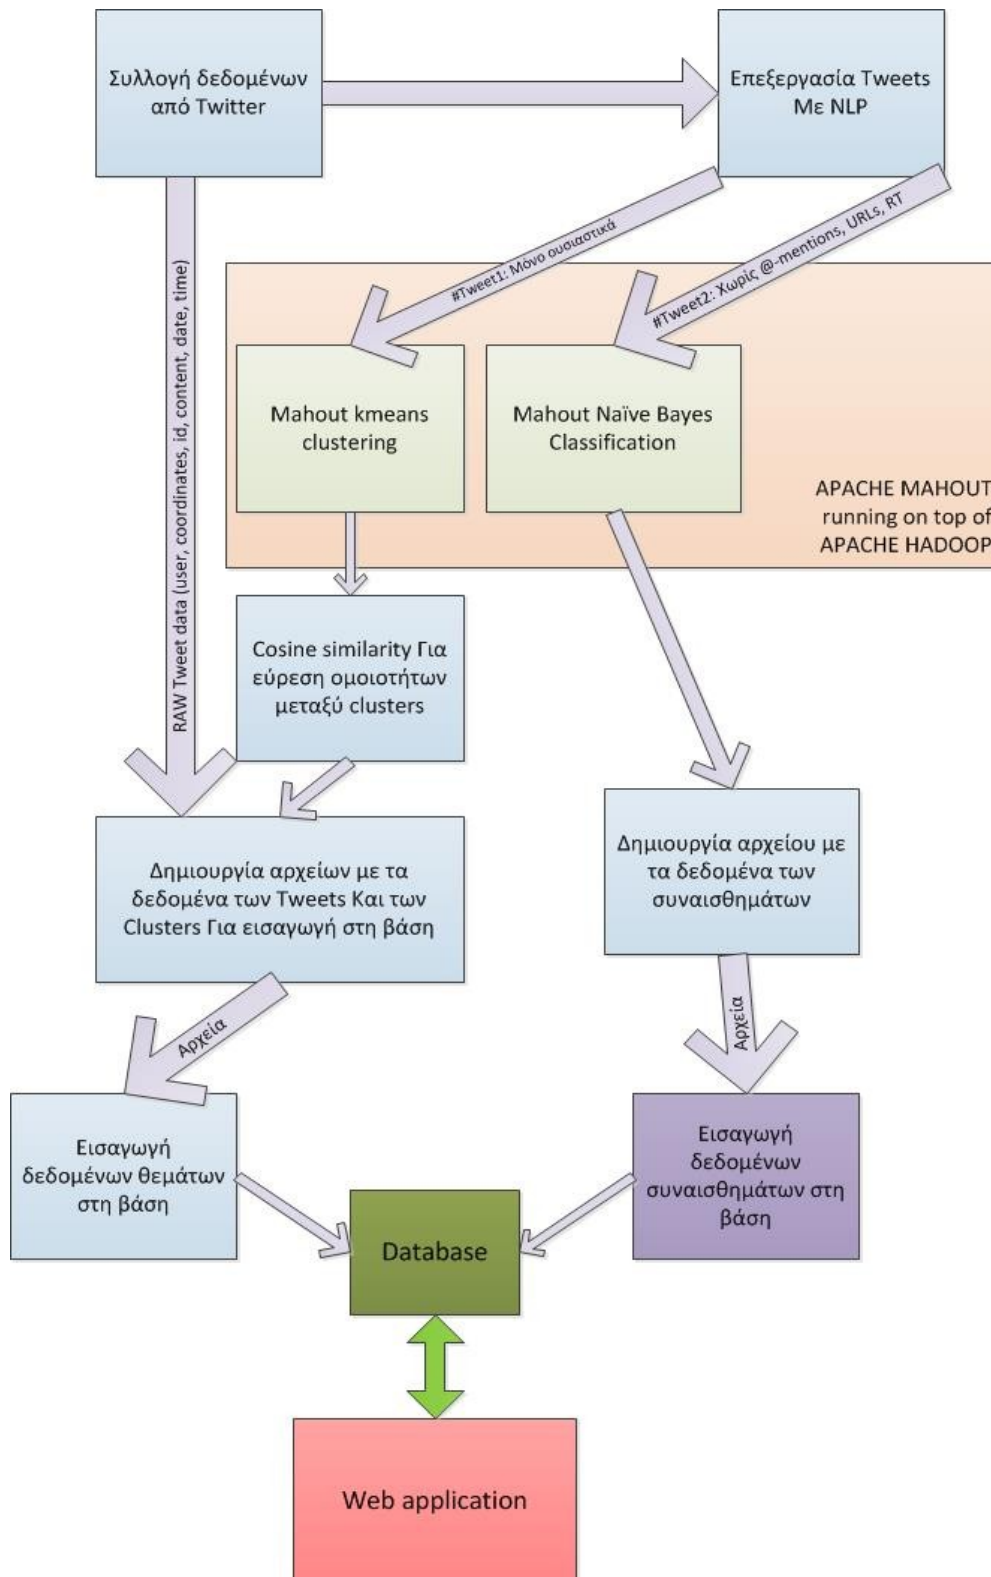 Συλλογή δεδομένων
από Twitter
Επεξεργασία Tweets
Με NLP
#Tweet1: Μόνο ουσιαστικά
#Tweet2: Χωρίς @-mentions, URLs, RT
RAW Tweet data (user, coordinates, id, content, date, time)
Mahout kmeans
clustering
Mahout Naïve Bayes
Classification
APACHE MAHOUT
running on top of
APACHE HADOOP
Cosine similarity Για
εύρεση ομοιοτήτων
μεταξύ clusters
Δημιουργία αρχείων με τα
δεδομένα των Tweets Και των
Clusters Για εισαγωγή στη βάση
Δημιουργία αρχείου με
τα δεδομένα των
συναισθημάτων
Αρχεία
Αρχεία
Εισαγωγή
δεδομένων θεμάτων
στη βάση
Εισαγωγή
δεδομένων
συναισθημάτων στη
βάση
Database
Web application